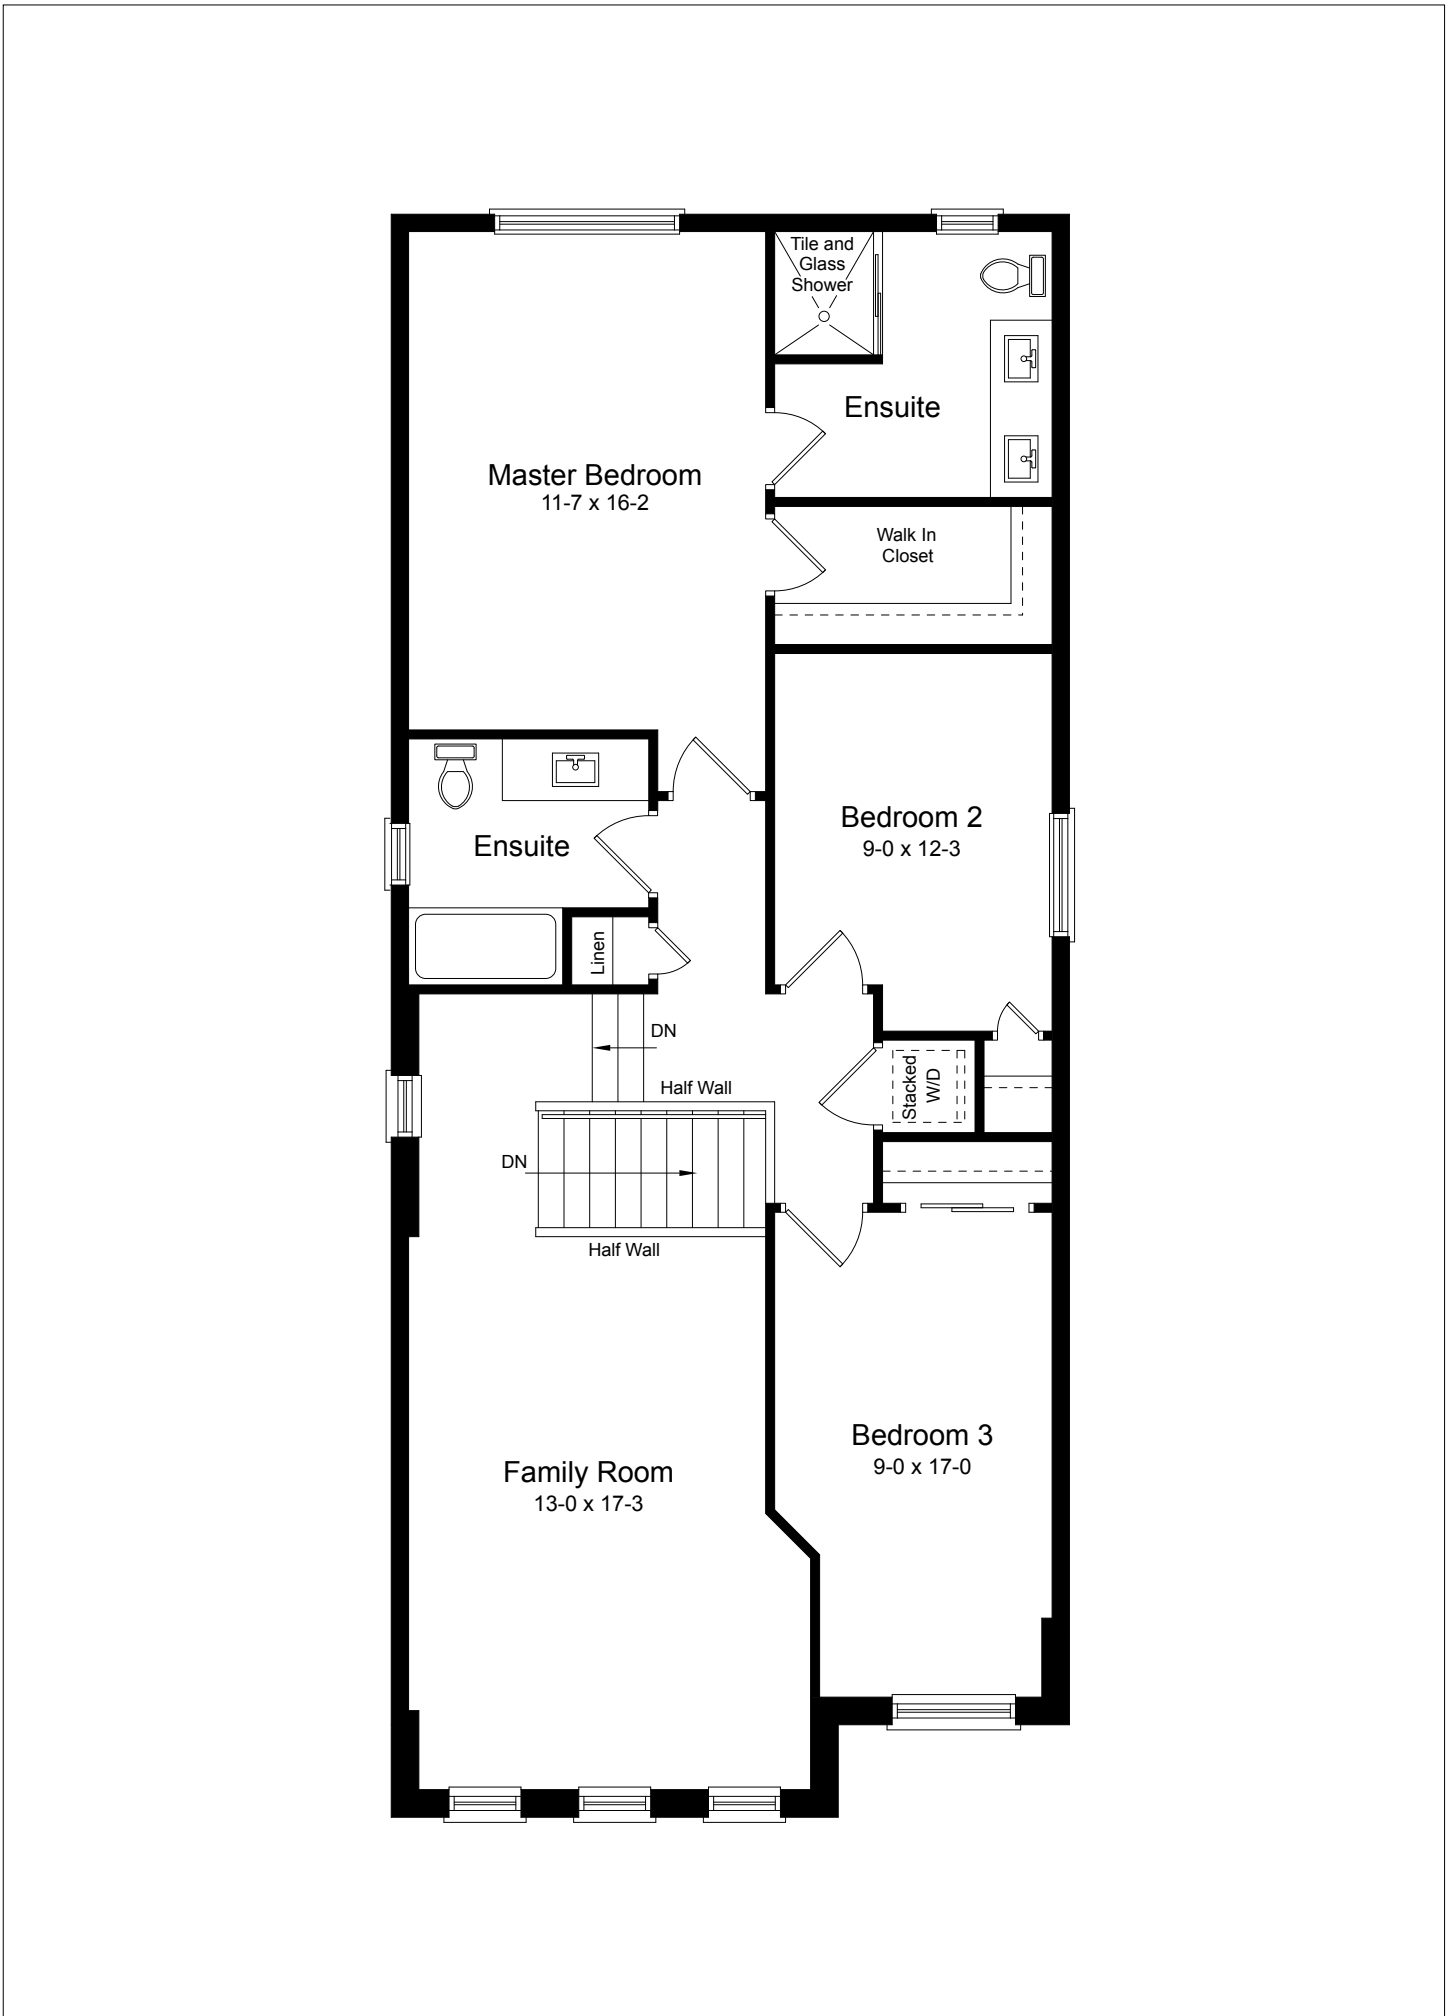 Tile and
Glass
Shower
Ensuite
Master Bedroom
11-7 x 16-2
Walk In
Closet
Bedroom 2
9-0 x 12-3
Ensuite
Linen
DN
Half Wall
Stacked
W/D
DN
Half Wall
Bedroom 3
9-0 x 17-0
Family Room
13-0 x 17-3